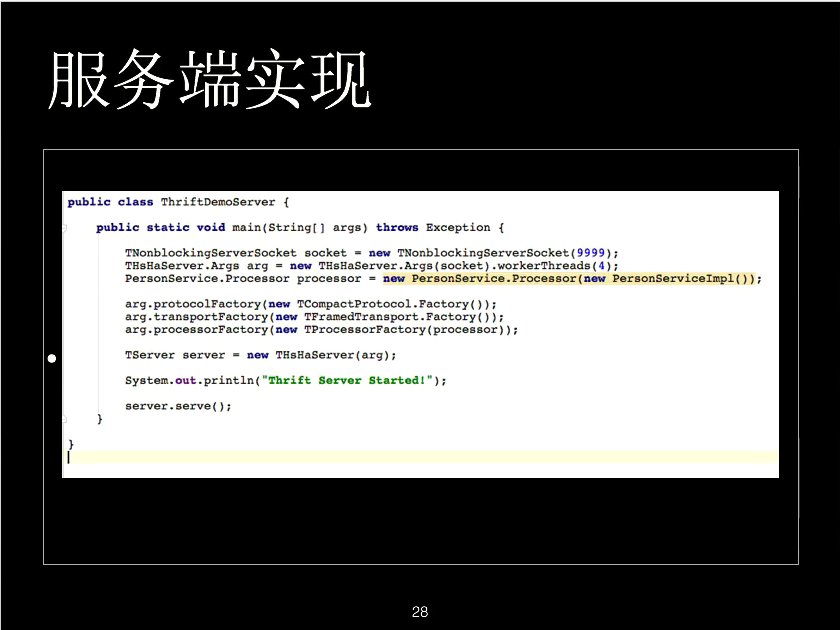 服务端实现
public class ThriftDemoServer {
public static void main(String[] args) throws Exception {
TNonblockingServerSocket socket = new TNonblockingServerSocket(9999);
THsHaServer.Args arg = new THsHaServer.Args(socket).workerThreads(4);
PersonService.Processor processor = new PersonService.Processor(new PersonServiceImpl());
arg.protocolFactory(new TCompactProtocol.Factory());
arg.transportFactory(new TFramedTransport.Factory());
arg.processorFactory(new TProcessorFactory(processor));
TServer server = new THsHaServer(arg);
System.out.println("Thrift Server Started!");
server.serve();
}
}
28